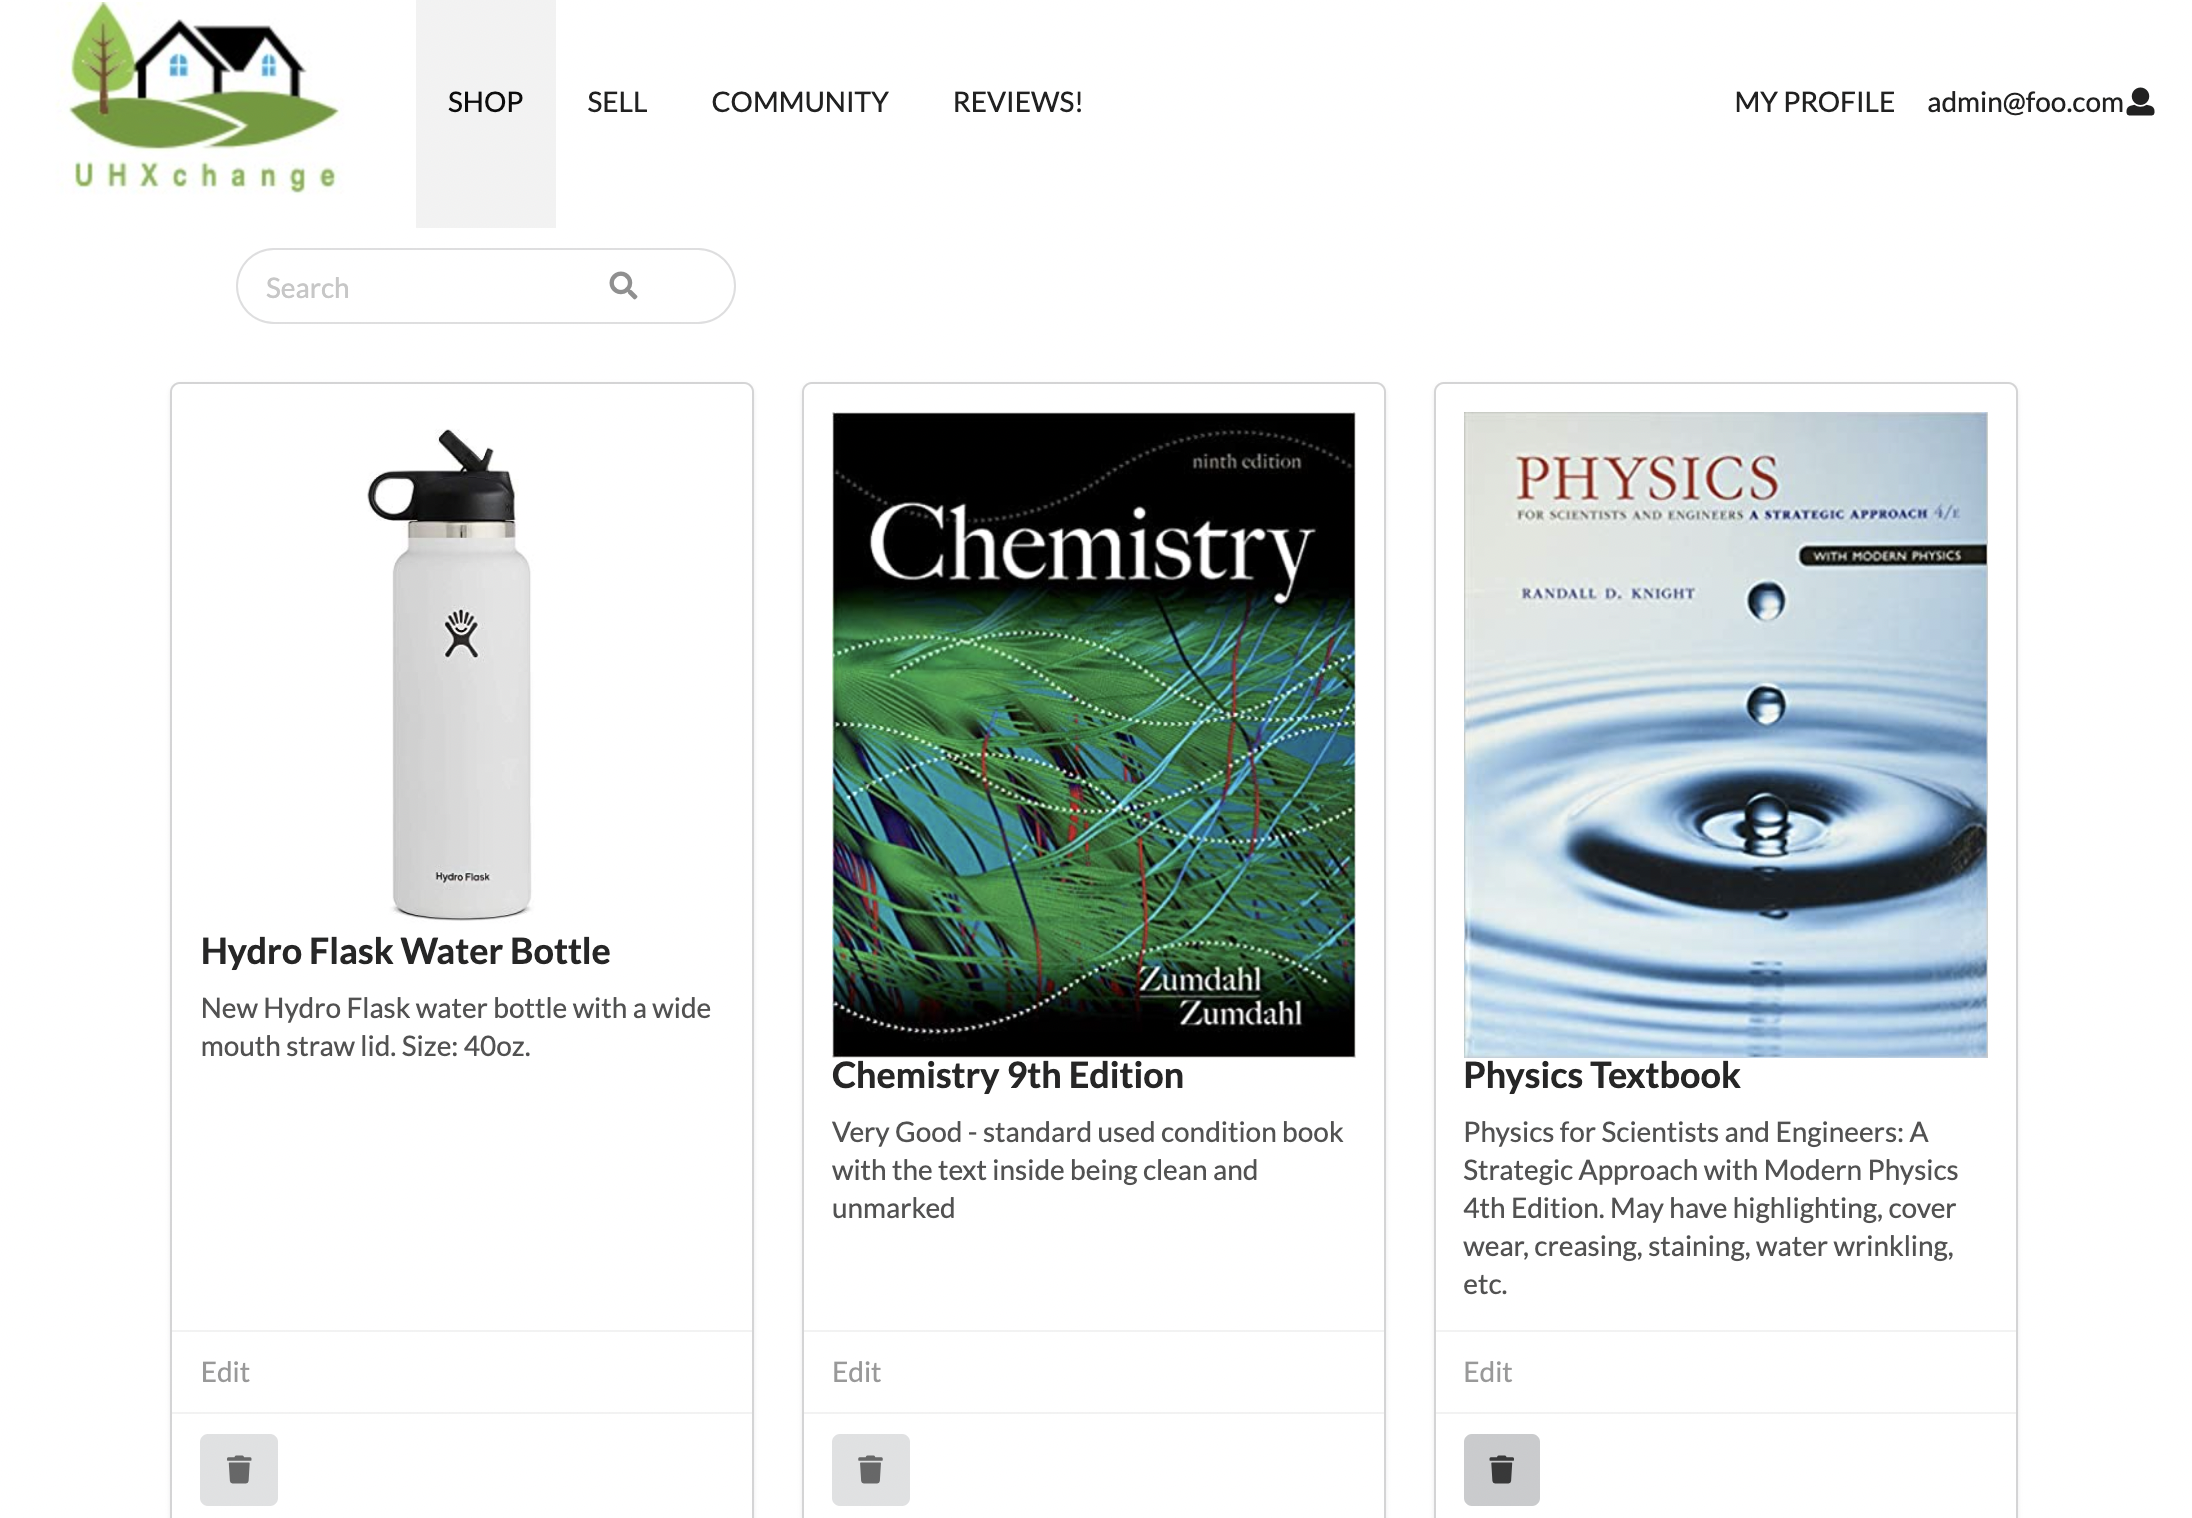 UHXchange
SHOP
SELL
COMMUNITY
REVIEWS!
MY PROFILE
admin@foo.com
Search
Hydro Flask
Hydro Flask Water Bottle
New Hydro Flask water bottle with a wide
mouth straw lid. Size: 40oz.
Edit
ninth edition
Chemistry
Zumdahl
Zumdahl
Chemistry 9th Edition
Very Good - standard used condition book
with the text inside being clean and
unmarked
Edit
PHYSICS
FOR SCIENTISTS AND ENGINEERS A STRATEGIC APPROACH 4/E
WITH MODERN PHYSICS
RANDALL D. KNIGHT
Physics Textbook
Physics for Scientists and Engineers: A
Strategic Approach with Modern Physics
4th Edition. May have highlighting, cover
wear, creasing, staining, water wrinkling,
etc.
Edit